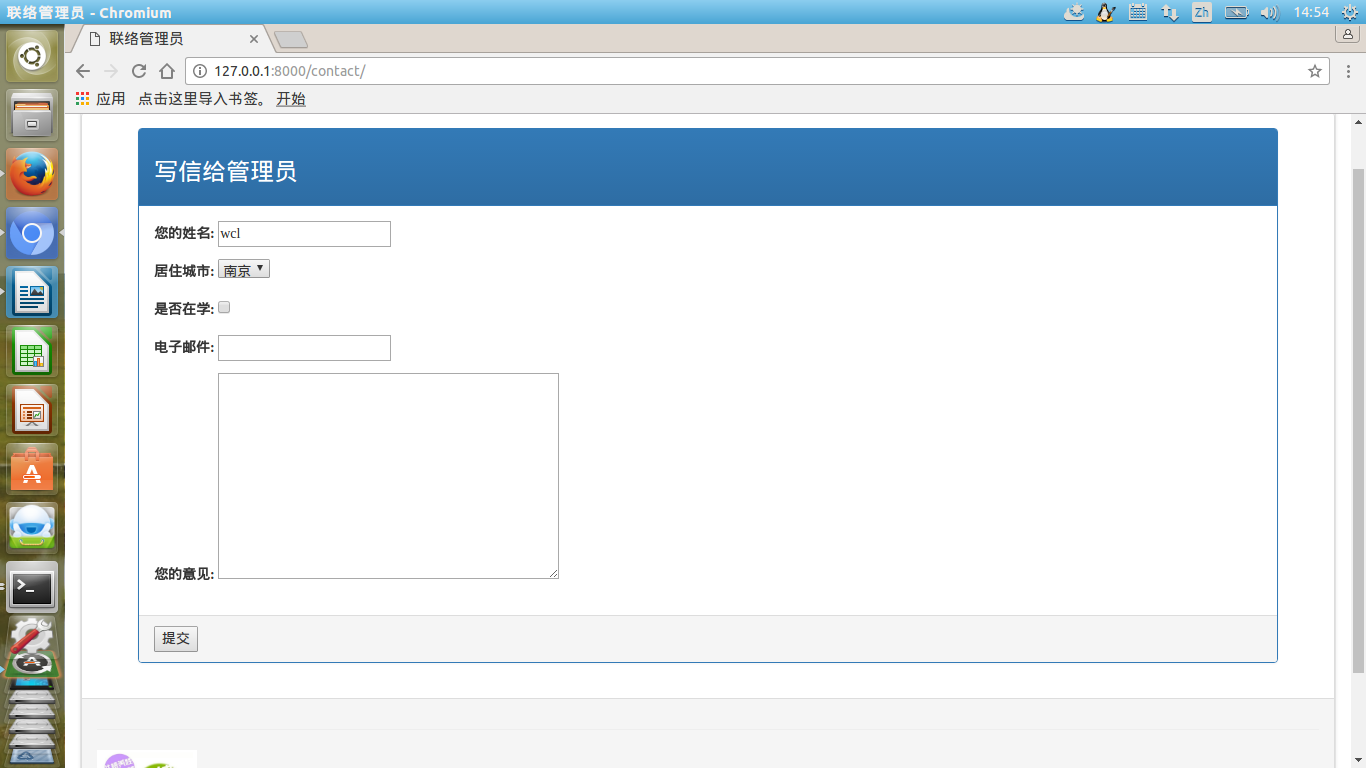 联络管理员 - Chromium
Zh
14:54
联络管理员
127.0.0.1:8000/contact/
应用 点击这里导入书签。 开始
写信给管理员
您的姓名: wcl
居住城市: 南京
是否在学:
电子邮件:
您的意见:
提交